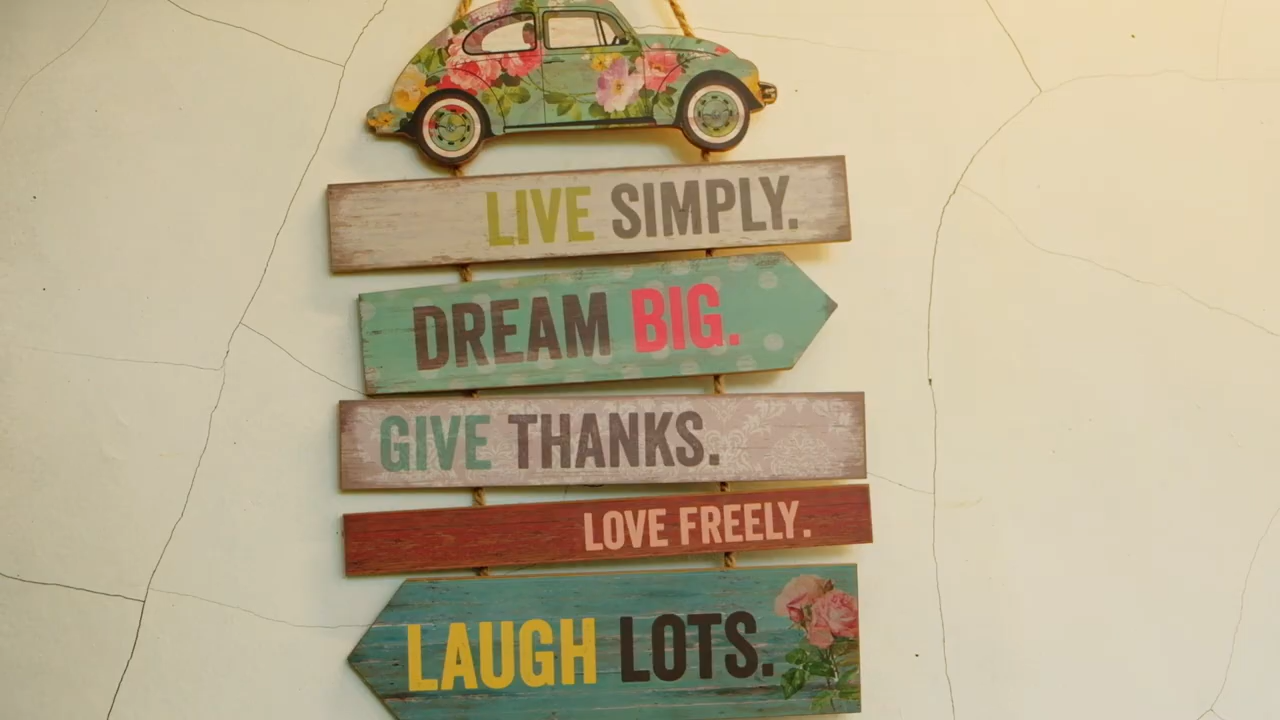 LIVE SIMPLY.
DREAM BIG.
GIVE THANKS.
LOVE FREELY.
LAUGH LOTS.